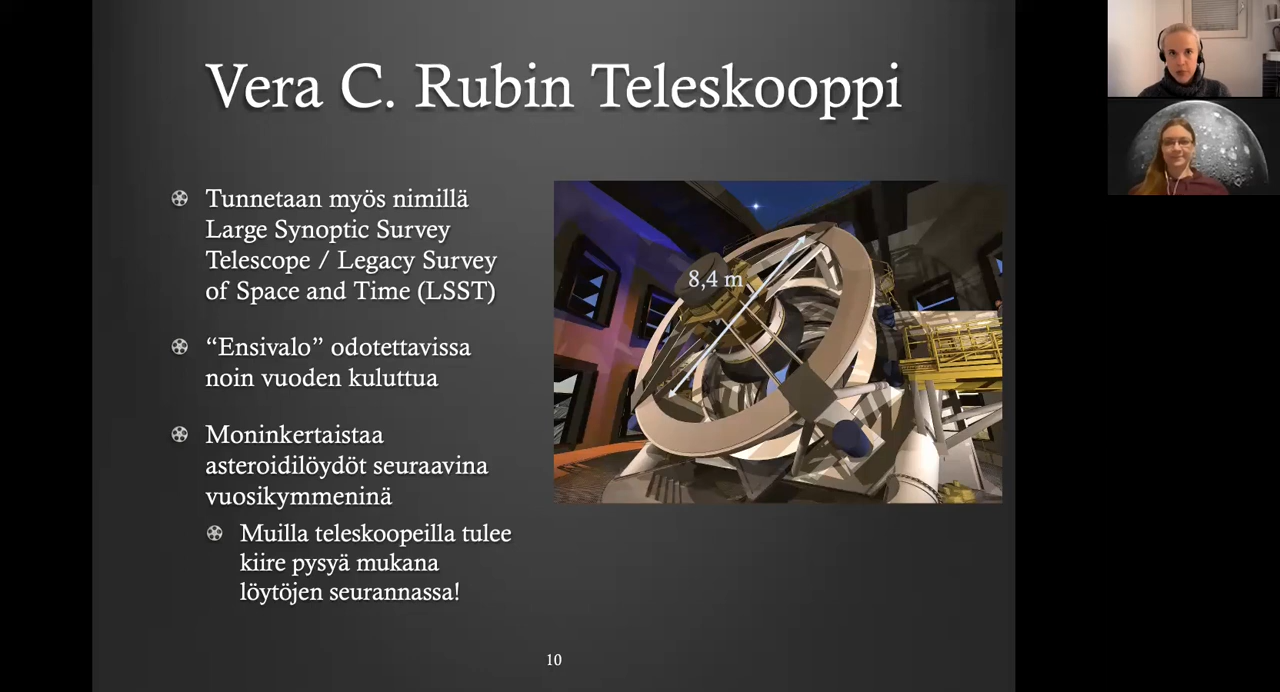 Vera C. Rubin Teleskooppi
Tunnetaan myös nimillä
Large Synoptic Survey
Telescope / Legacy Survey
of Space and Time (LSST)
“Ensivalo” odotettavissa
noin vuoden kuluttua
Moninkertaistaa
asteroidilöydöt seuraavina
vuosikymmeninä
Muilla teleskoopeilla tulee
kiire pysyä mukana
löytöjen seurannassa!
8,4 m
10